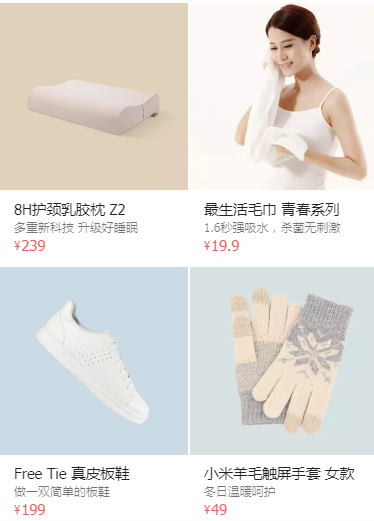 8H护颈乳胶枕 Z2
多重新科技 升级好睡眠
¥239
最生活毛巾 青春系列
1.6秒强吸水，杀菌无刺激
¥19.9
Free Tie 真皮板鞋
做一双简单的板鞋
¥199
小米羊毛触屏手套 女款
冬日温暖呵护
¥49